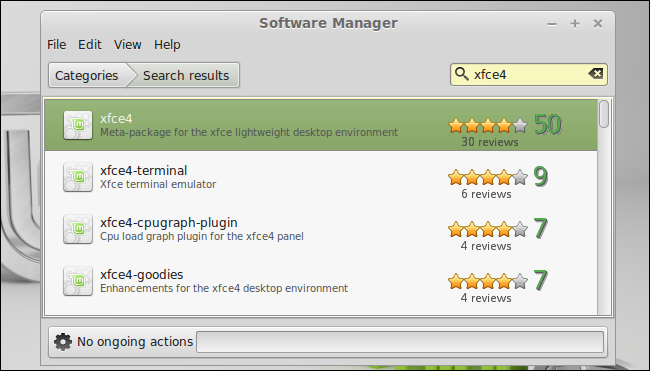 Software Manager
File Edit View Help
Categories Search results xfce4
xfce4 50
Meta-package for the xfce lightweight desktop environment
30 reviews
xfce4-terminal 9
Xfce terminal emulator
6 reviews
xfce4-cpugraph-plugin 7
Cpu load graph plugin for the xfce4 panel
4 reviews
xfce4-goodies 7
Enhancements for the xfce4 desktop environment
4 reviews
No ongoing actions